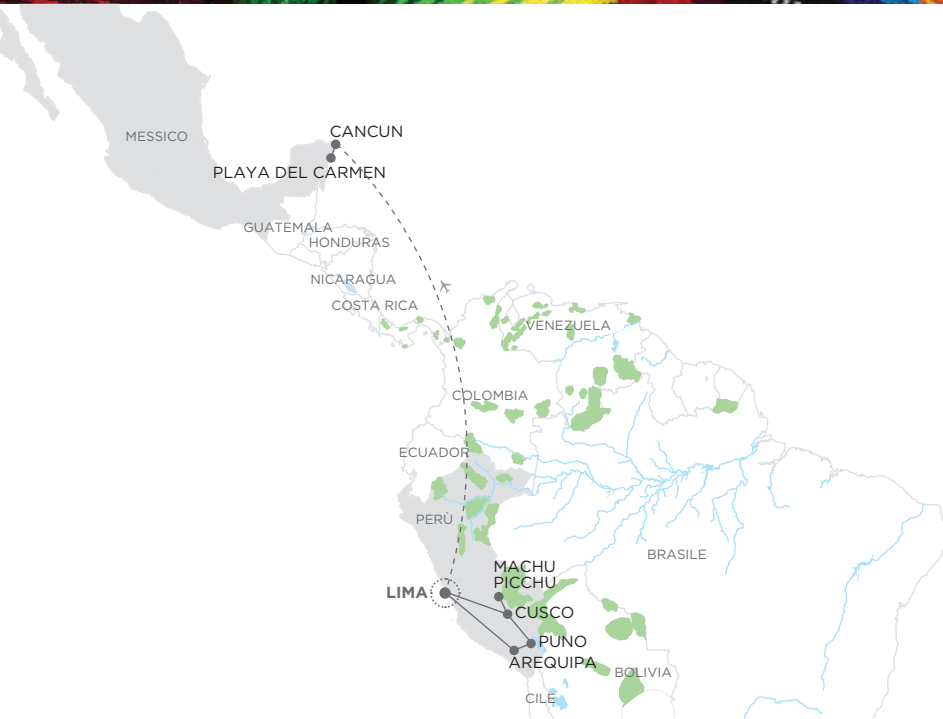 CANCUN
MESSICO
PLAYA DEL CARMEN
GUATEMALA
HONDURAS
NICARAGUA
COSTA RICA
VENEZUELA
COLOMBIA
ECUADOR
PERÙ
BRASILE
MACHU
PICCHU
LIMA
CUSCO
PUNO
AREQUIPA
BOLIVIA
CILE